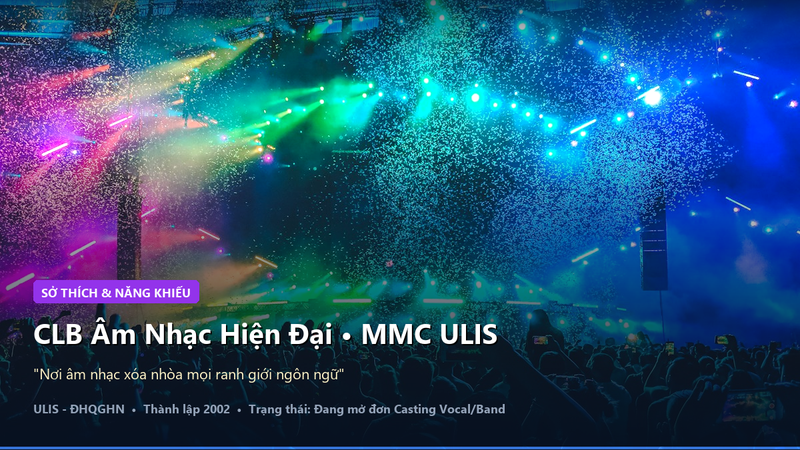 SỞ THÍCH & NĂNG KHIẾU
CLB Âm Nhạc Hiện Đại • MMC ULIS
"Nơi âm nhạc xóa nhòa mọi ranh giới ngôn ngữ"
ULIS - ĐHQGHN • Thành lập 2002 • Trạng thái: Đang mở đơn Casting Vocal/Band